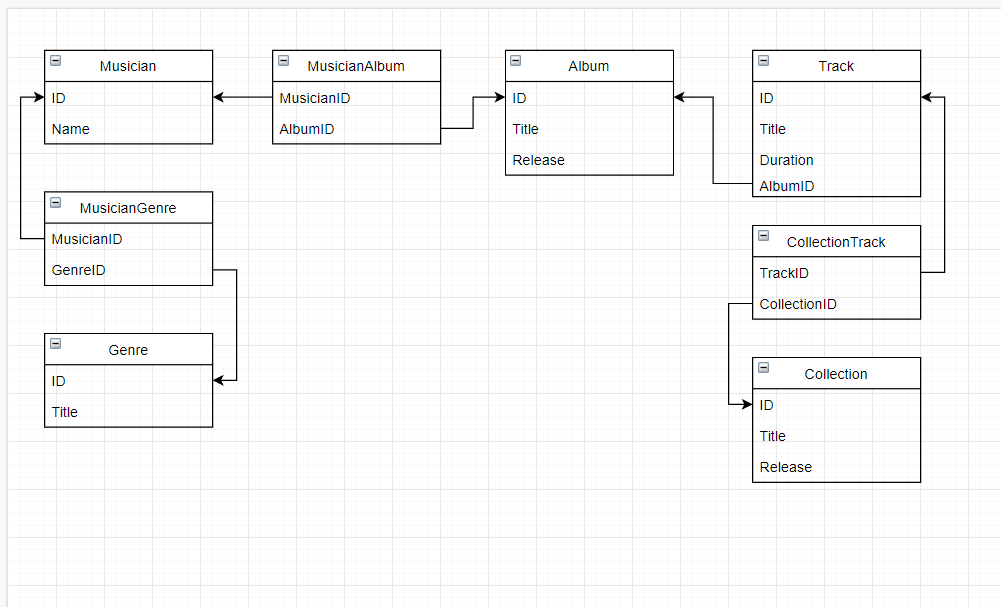 Musician
ID
Name
MusicianAlbum
MusicianID
AlbumID
Album
ID
Title
Release
Track
ID
Title
Duration
AlbumID
MusicianGenre
MusicianID
GenreID
CollectionTrack
TrackID
CollectionID
Genre
ID
Title
Collection
ID
Title
Release